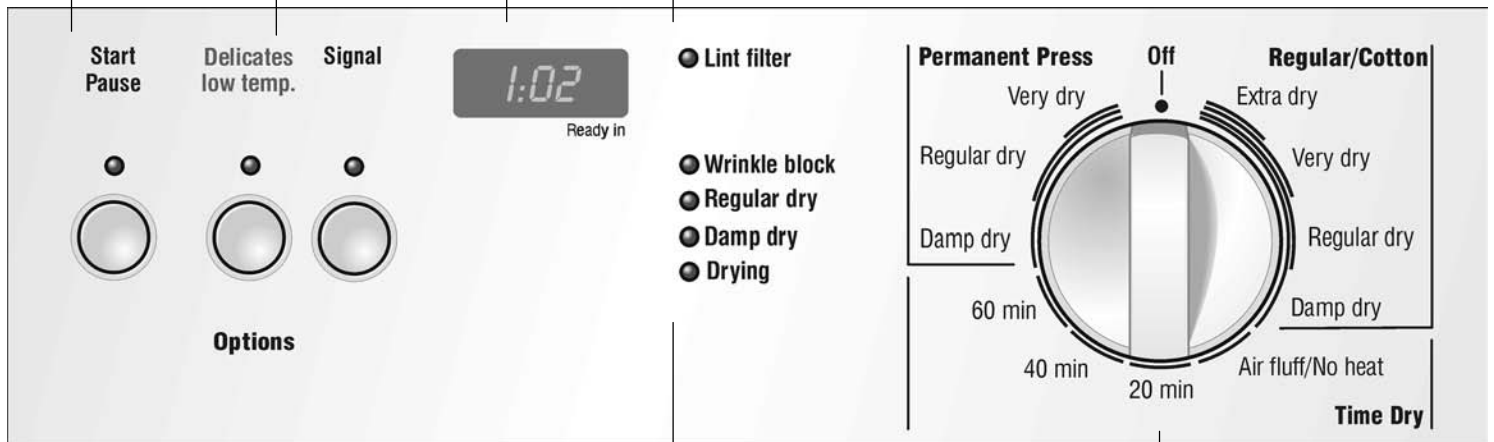 Start
Pause
Delicates
low temp.
Signal
1:02
Ready in
Options
Lint filter
Wrinkle block
Regular dry
Damp dry
Drying
Permanent Press
Off
Regular/Cotton
Very dry
Regular dry
Damp dry
Extra dry
Very dry
Regular dry
Damp dry
60 min
40 min
20 min
Air fluff/No heat
Time Dry